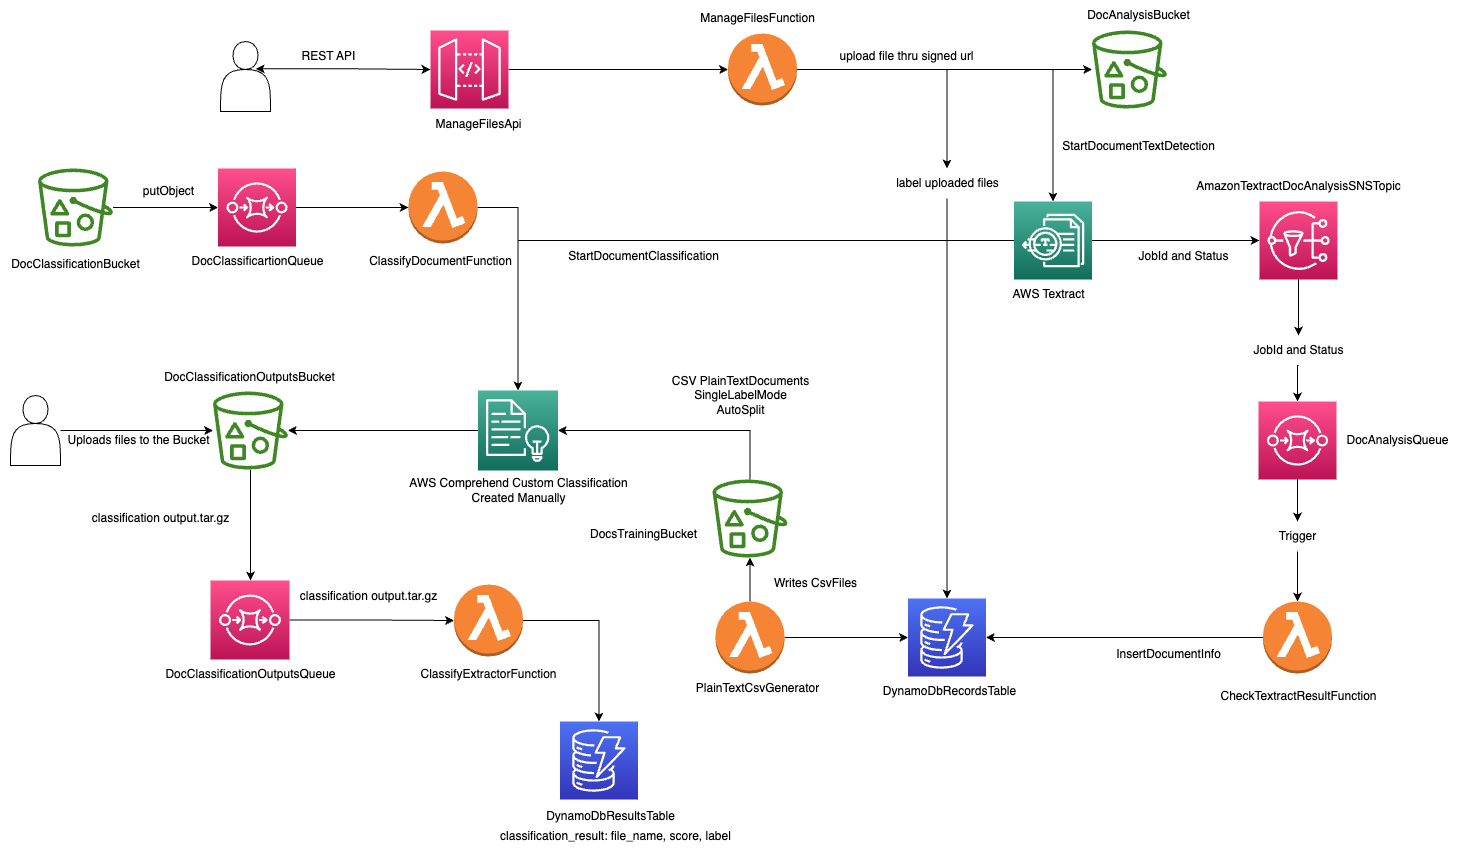 ManageFilesFunction
DocAnalysisBucket
REST API
upload file thru signed url
ManageFilesApi
StartDocumentTextDetection
putObject
label uploaded files
AmazonTextractDocAnalysisSNSTopic
DocClassificationBucket
DocClassificartionQueue
ClassifyDocumentFunction
StartDocumentClassification
JobId and Status
AWS Textract
JobId and Status
DocClassificationOutputsBucket
CSV PlainTextDocuments
SingleLabelMode
AutoSplit
Uploads files to the Bucket
DocAnalysisQueue
AWS Comprehend Custom Classification
Created Manually
classification output.tar.gz
DocsTrainingBucket
Trigger
Writes CsvFiles
classification output.tar.gz
InsertDocumentInfo
DocClassificationOutputsQueue
ClassifyExtractorFunction
PlainTextCsvGenerator
DynamoDbRecordsTable
CheckTextractResultFunction
DynamoDbResultsTable
classification_result: file_name, score, label